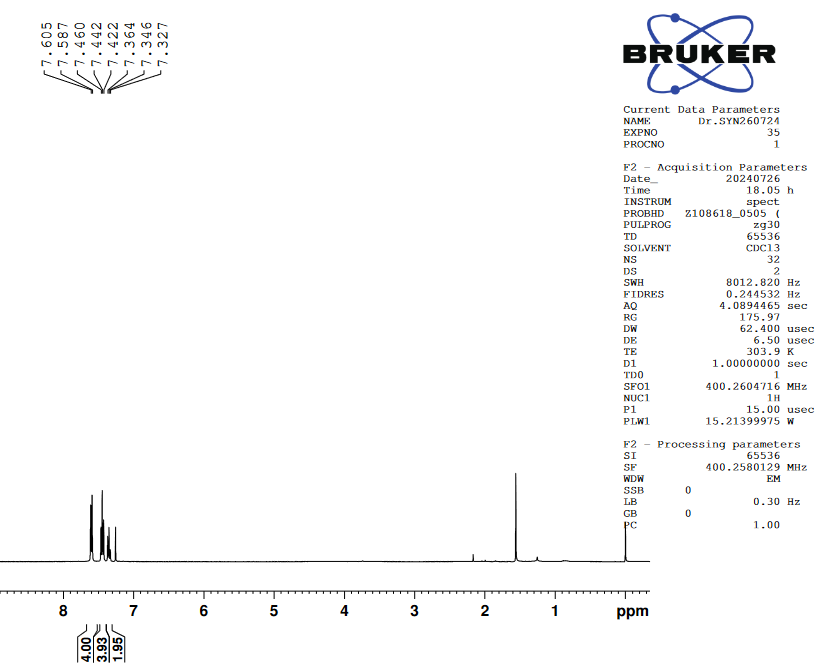 7.605
7.587
7.460
7.442
7.422
7.364
7.346
7.327
BRUKER
Current Data Parameters
NAME Dr.SYN260724
EXPNO 35
PROCNO 1
F2 - Acquisition Parameters
Date_ 20240726
Time 18.05 h
INSTRUM spect
PROBHD Z108618_0505 (
PULPROG zg30
TD 65536
SOLVENT CDCl3
NS 32
DS 2
SWH 8012.820 Hz
FIDRES 0.244532 Hz
AQ 4.0894465 sec
RG 175.97
DW 62.400 usec
DE 6.50 usec
TE 303.9 K
D1 1.00000000 sec
TD0 1
SFO1 400.2604716 MHz
NUC1 1H
P1 15.00 usec
PLW1 15.21399975 W
F2 - Processing parameters
SI 65536
SF 400.2580129 MHz
WDW EM
SSB 0
LB 0.30 Hz
GB 0
PC 1.00
8 7 6 5 4 3 2 1 ppm
4.00
3.93
1.95